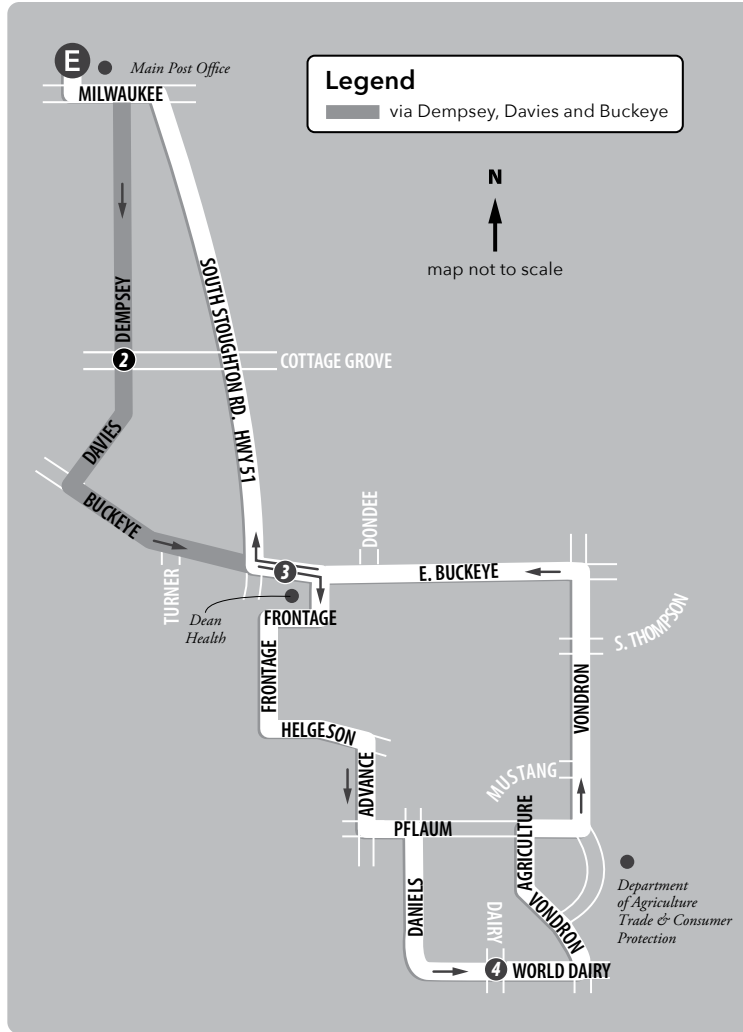 E
Main Post Office
MILWAUKEE
Legend
via Dempsey, Davies and Buckeye
N
map not to scale
SOUTH STOUGHTON RD. HWY 51
DEMPSEY
2
COTTAGE GROVE
DAVIES
BUCKEYE
DONDEE
3
E. BUCKEYE
TURNER
Dean
Health
FRONTAGE
S. THOMPSON
FRONTAGE
VONDRON
HELGESON
MUSTANG
ADVANCE
PFLAUM
AGRICULTURE
DANIELS
DAIRY
VONDRON
Department
of Agriculture
Trade & Consumer
Protection
4
WORLD DAIRY